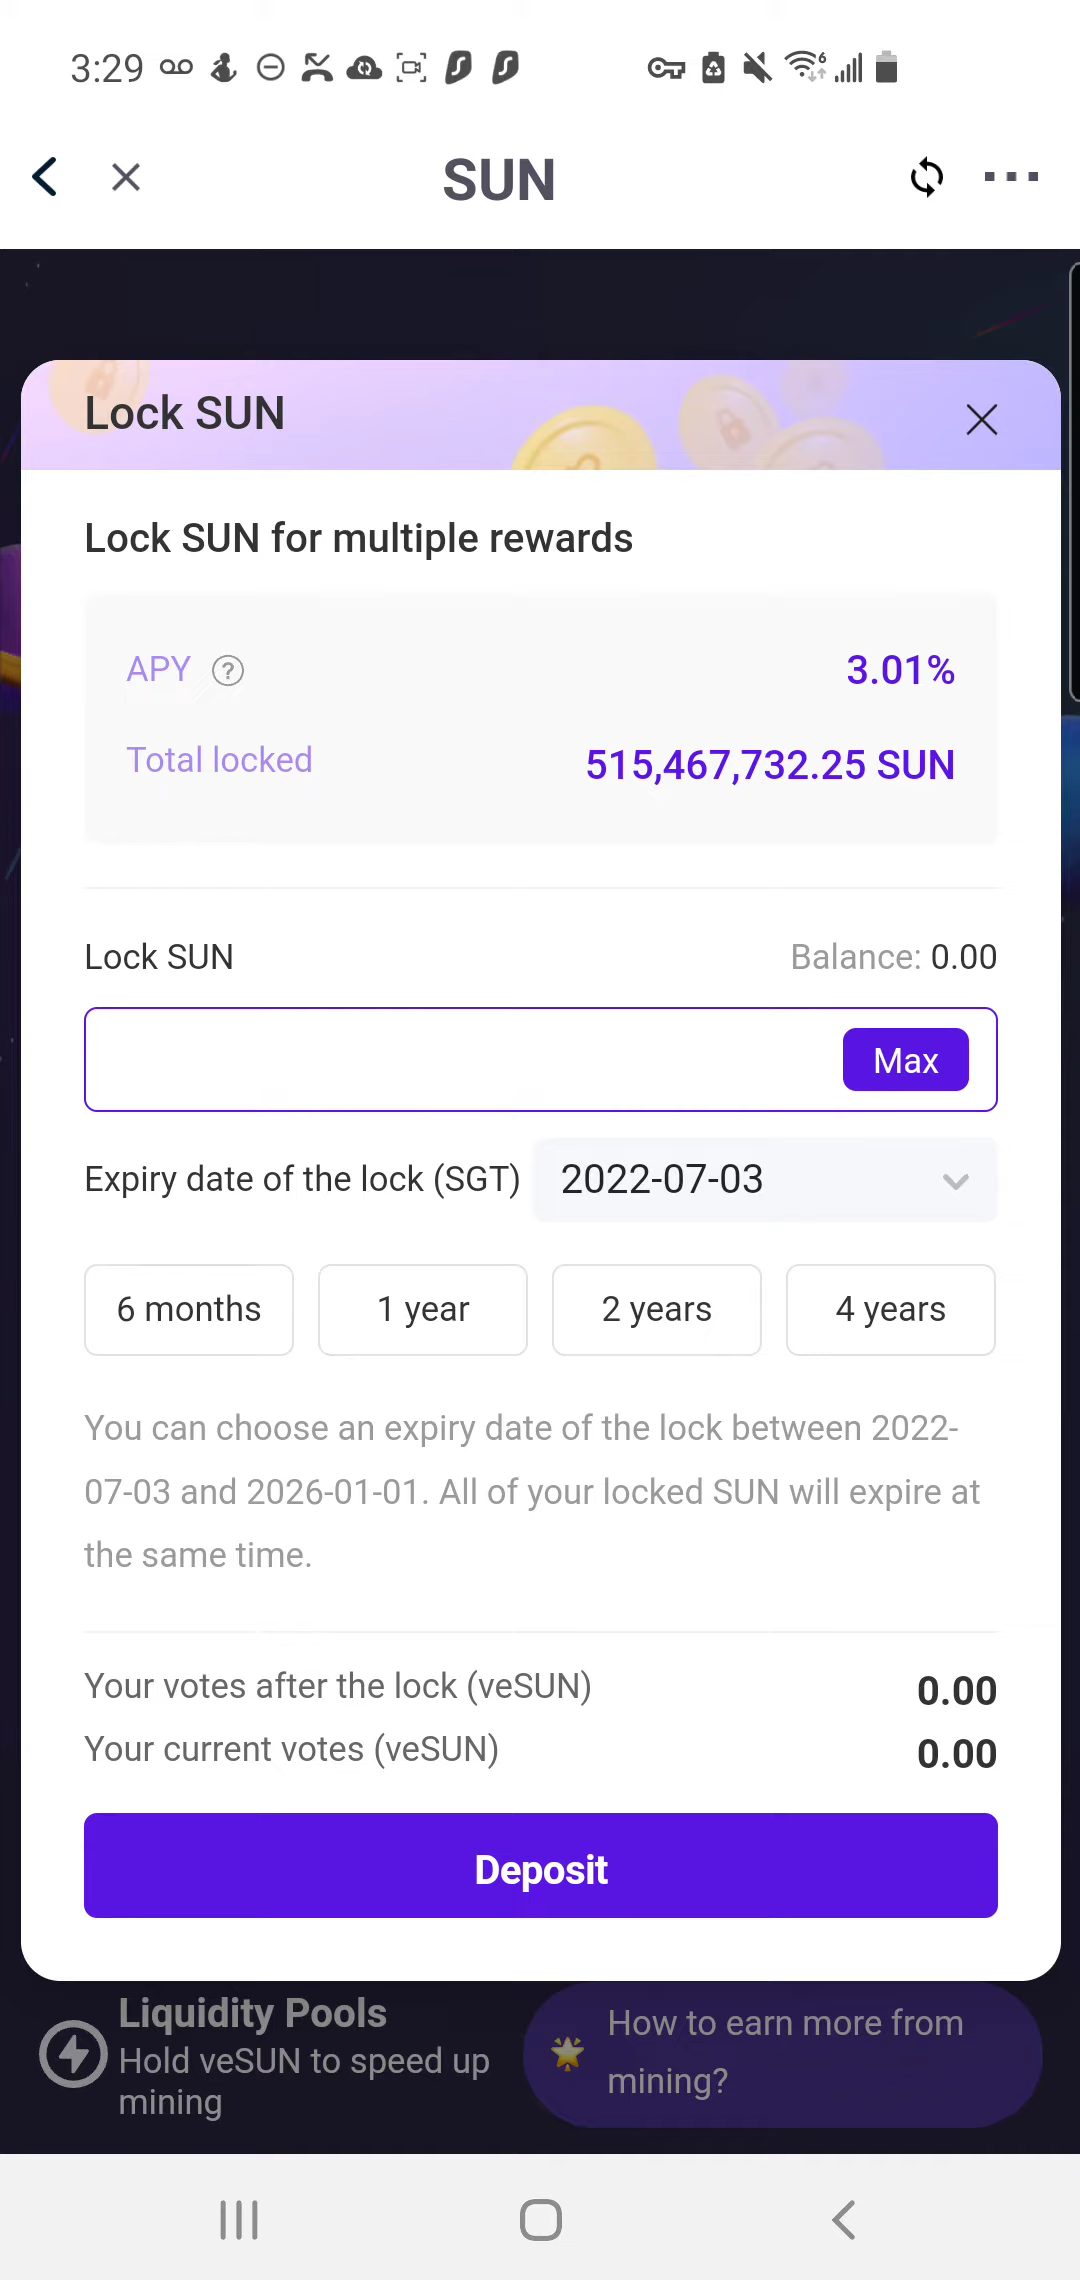 3:29
SUN
Lock SUN
Lock SUN for multiple rewards
APY ?
3.01%
Total locked
515,467,732.25 SUN
Lock SUN
Balance: 0.00
Max
Expiry date of the lock (SGT)
2022-07-03
6 months
1 year
2 years
4 years
You can choose an expiry date of the lock between 2022-
07-03 and 2026-01-01. All of your locked SUN will expire at
the same time.
Your votes after the lock (veSUN)
0.00
Your current votes (veSUN)
0.00
Deposit
Liquidity Pools
Hold veSUN to speed up
mining
How to earn more from
mining?